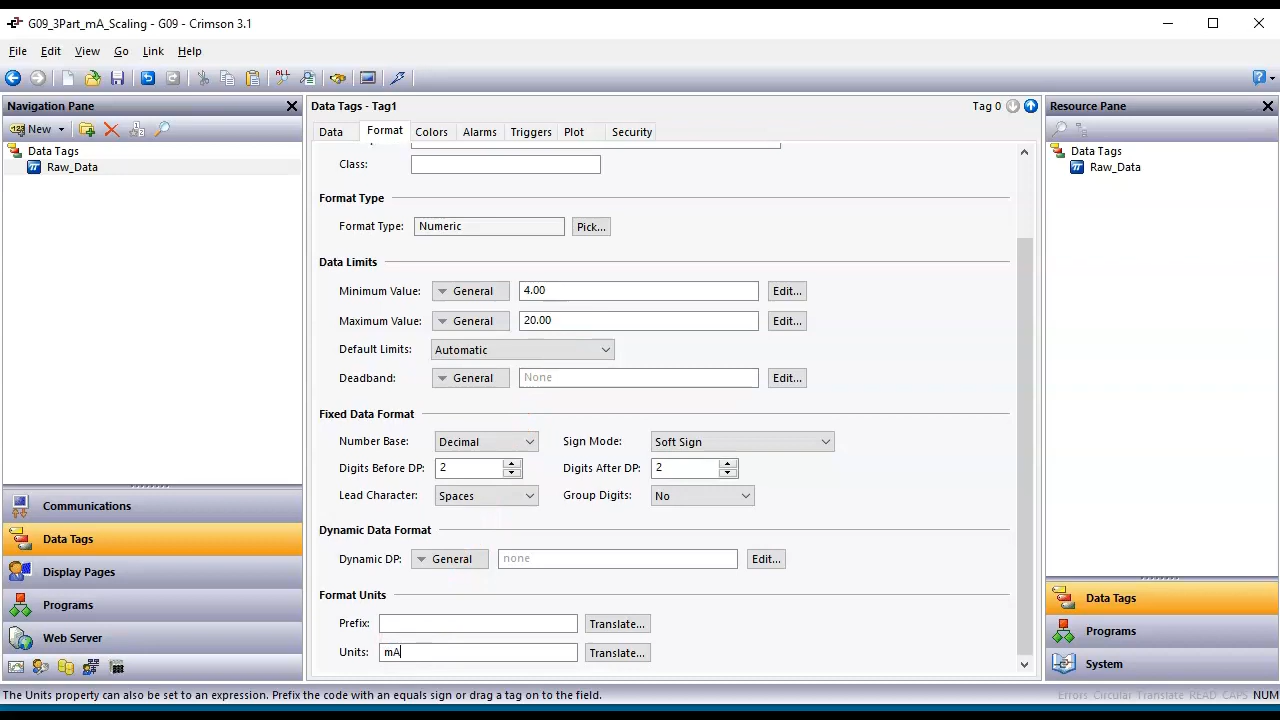 G09_3Part_mA_Scaling - G09 - Crimson 3.1
File Edit View Go Link Help
Navigation Pane
New
Data Tags
Raw_Data
Communications
Data Tags
Display Pages
Programs
Web Server
Data Tags - Tag1
Tag 0
Data Format Colors Alarms Triggers Plot Security
Class:
Format Type
Format Type: Numeric Pick...
Data Limits
Minimum Value: General 4.00 Edit...
Maximum Value: General 20.00 Edit...
Default Limits: Automatic
Deadband: General None Edit...
Fixed Data Format
Number Base: Decimal Sign Mode: Soft Sign
Digits Before DP: 2 Digits After DP: 2
Lead Character: Spaces Group Digits: No
Dynamic Data Format
Dynamic DP: General none Edit...
Format Units
Prefix: Translate...
Units: mA Translate...
Resource Pane
Data Tags
Raw_Data
Data Tags
Programs
System
The Units property can also be set to an expression. Prefix the code with an equals sign or drag a tag on to the field.
Errors Circular Translate READ CAPS NUM